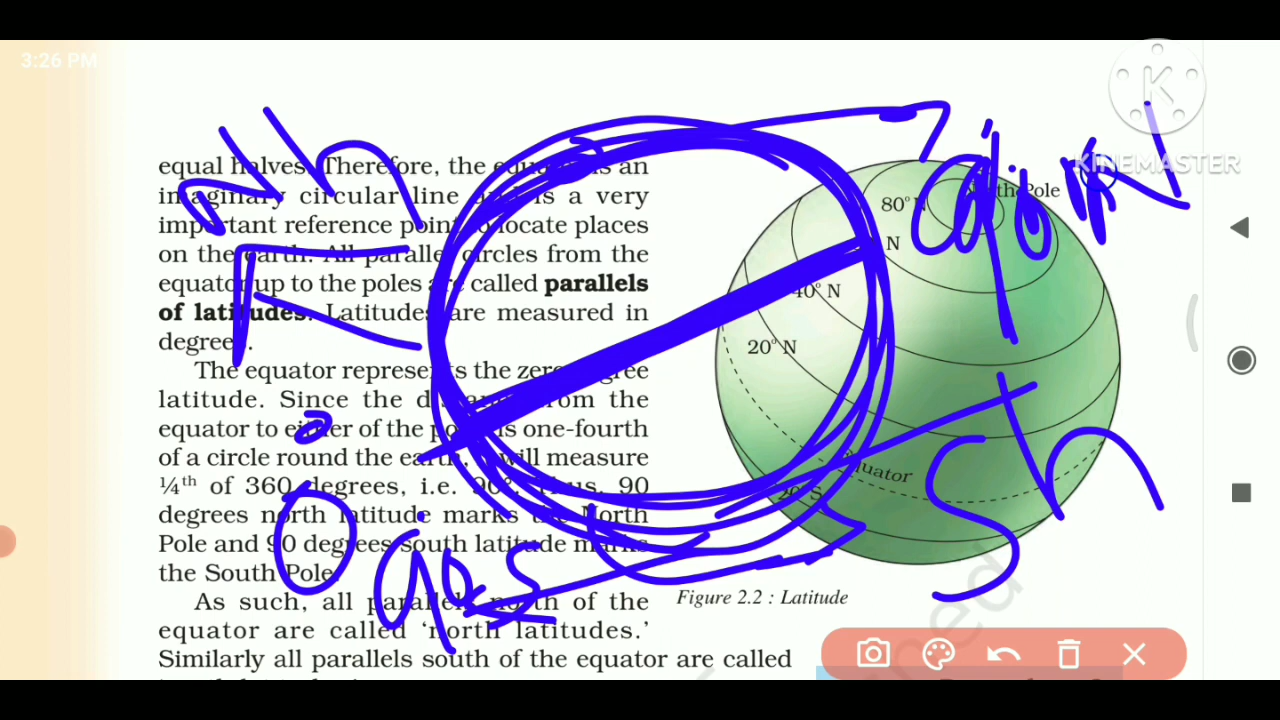 3:26 PM
KINEMASTER
equal halves. Therefore, the equator is an
imaginary circular line and is a very
important reference point to locate places
on the earth. All parallel circles from the
equator up to the poles are called parallels
of latitudes. Latitudes are measured in
degrees.
The equator represents the zero degree
latitude. Since the distance from the
equator to either of the poles is one-fourth
of a circle round the earth, it will measure
¼th of 360 degrees, i.e. 90°. Thus, 90
degrees north latitude marks the North
Pole and 90 degrees south latitude marks
the South Pole.
As such, all parallels north of the
equator are called ‘north latitudes.’
Similarly all parallels south of the equator are called
North Pole
80° N
N
40° N
20° N
Equator
20° S
Figure 2.2 : Latitude